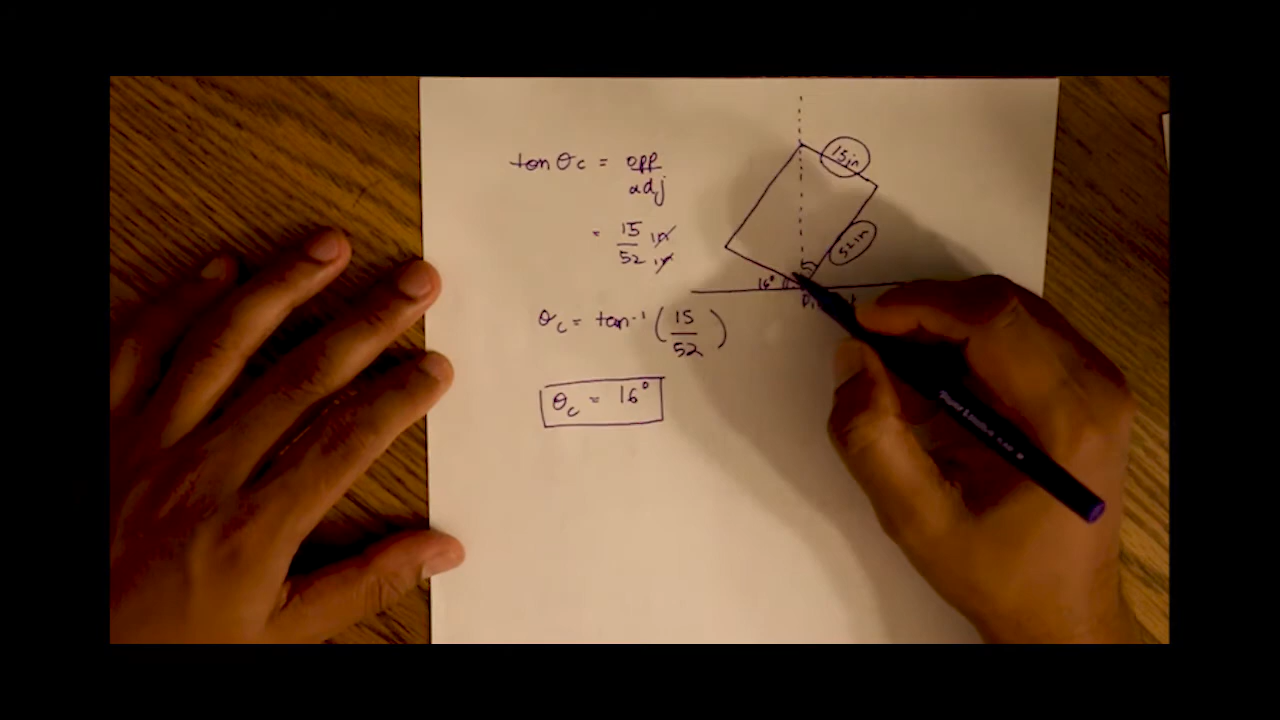 tan θc = opp
adj
= 15 in
52 in
θc = tan⁻¹ (15
52)
θc = 16°
15in
52in
16°